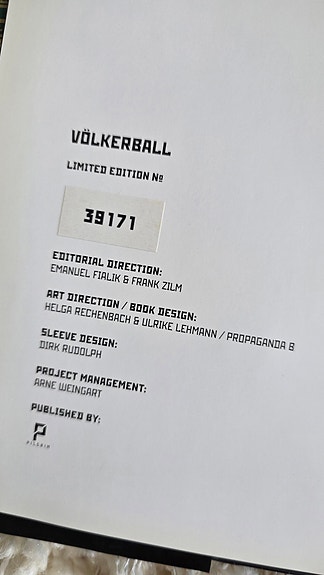 VÖLKERBALL
LIMITED EDITION Nº
39171
EDITORIAL DIRECTION:
EMANUEL FIALIK & FRANK ZILM
ART DIRECTION / BOOK DESIGN:
HELGA RECHENBACH & ULRIKE LEHMANN / PROPAGANDA B
SLEEVE DESIGN:
DIRK RUDOLPH
PROJECT MANAGEMENT:
ARNE WEINGART
PUBLISHED BY:
P
PILGRIM